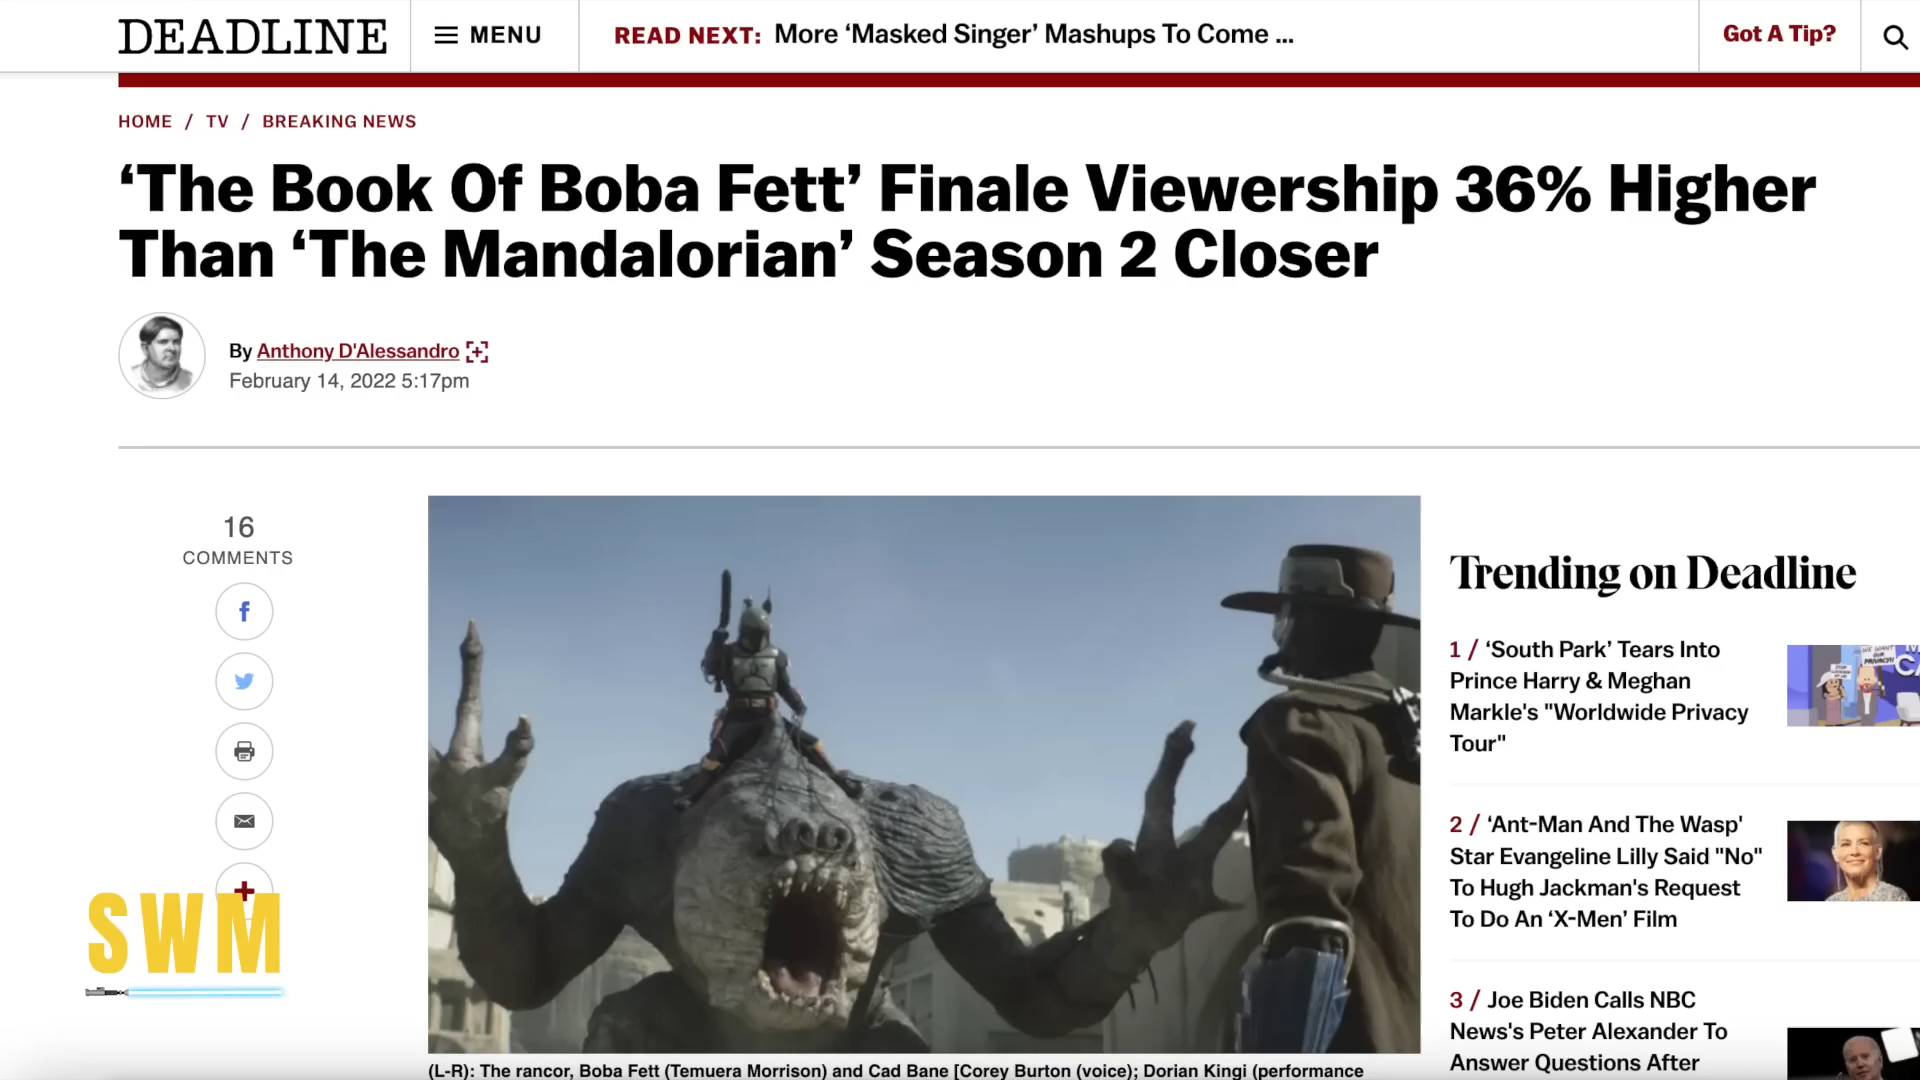 DEADLINE
MENU
READ NEXT: More ‘Masked Singer’ Mashups To Come ...
Got A Tip?
HOME / TV / BREAKING NEWS
‘The Book Of Boba Fett’ Finale Viewership 36% Higher
Than ‘The Mandalorian’ Season 2 Closer
By Anthony D'Alessandro [+]
February 14, 2022 5:17pm
16
COMMENTS
SWM
(L-R): The rancor, Boba Fett (Temuera Morrison) and Cad Bane [Corey Burton (voice); Dorian Kingi (performance
Trending on Deadline
1 / ‘South Park’ Tears Into
Prince Harry & Meghan
Markle's "Worldwide Privacy
Tour"
WE WANT
OUR
PRIVACY!
2 / ‘Ant-Man And The Wasp'
Star Evangeline Lilly Said "No"
To Hugh Jackman's Request
To Do An ‘X-Men’ Film
3 / Joe Biden Calls NBC
News's Peter Alexander To
Answer Questions After